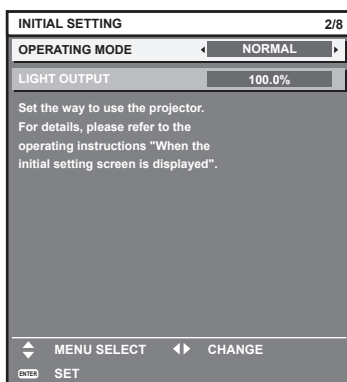 INITIAL SETTING 2/8
OPERATING MODE NORMAL
LIGHT OUTPUT 100.0%
Set the way to use the projector.
For details, please refer to the
operating instructions "When the
initial setting screen is displayed".
MENU SELECT CHANGE
ENTER SET